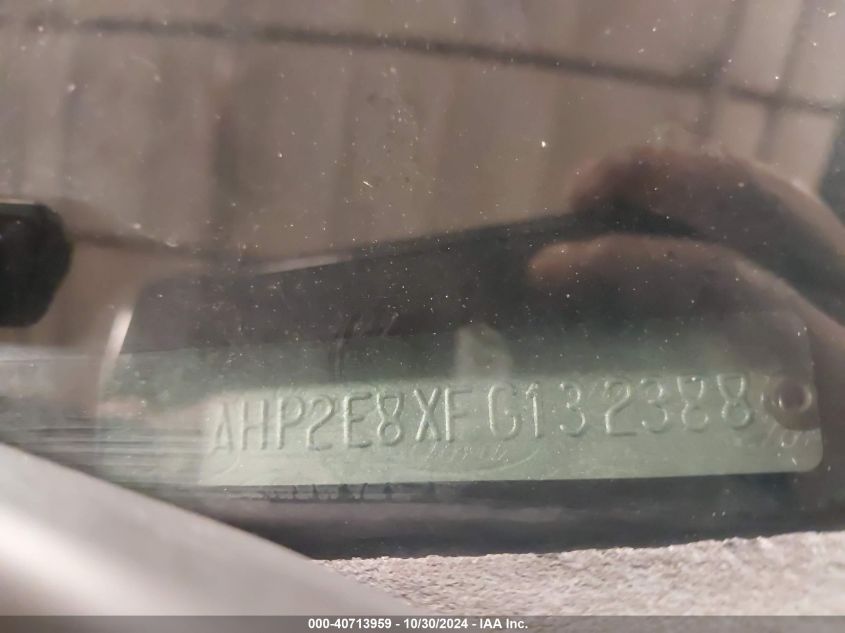 AHP2E8XFG132388
000-40713959 - 10/30/2024 - IAA Inc.